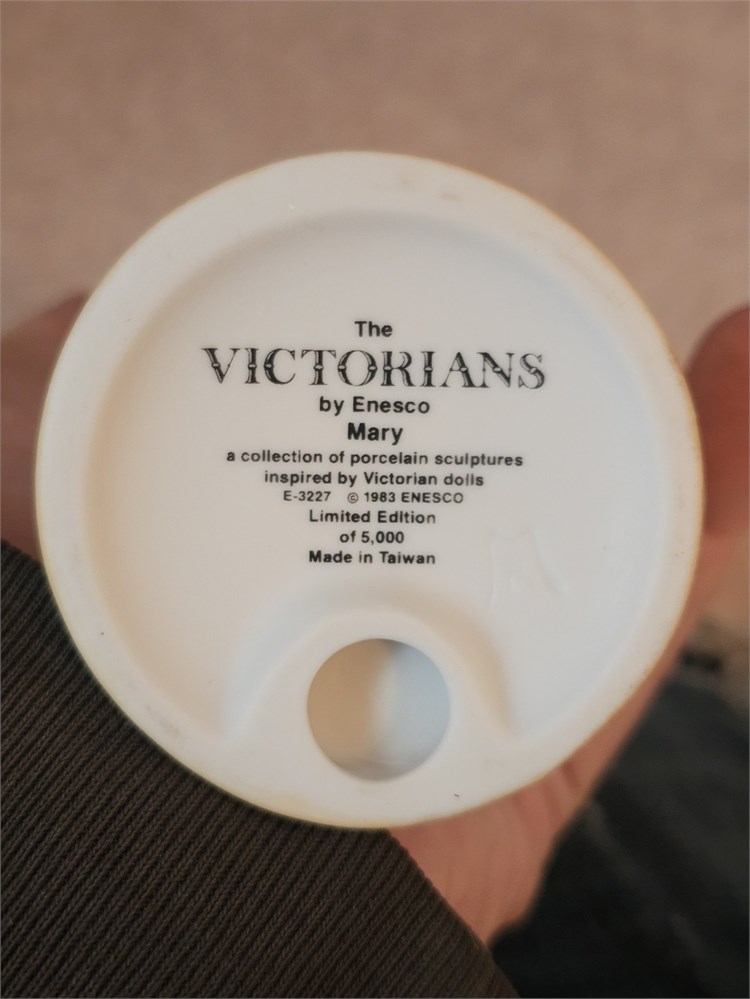 The
VICTORIANS
by Enesco
Mary
a collection of porcelain sculptures
inspired by Victorian dolls
E-3227 © 1983 ENESCO
Limited Edition
of 5,000
Made in Taiwan